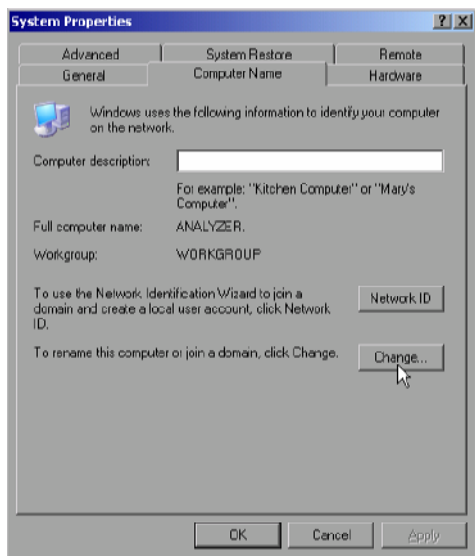 System Properties
? X
Advanced System Restore Remote
General Computer Name Hardware
Windows uses the following information to identify your computer
on the network.
Computer description:
For example: "Kitchen Computer" or "Mary's
Computer".
Full computer name: ANALYZER.
Workgroup: WORKGROUP
To use the Network Identification Wizard to join a
domain and create a local user account, click Network
ID.
Network ID
To rename this computer or join a domain, click Change.
Change...
OK Cancel Apply